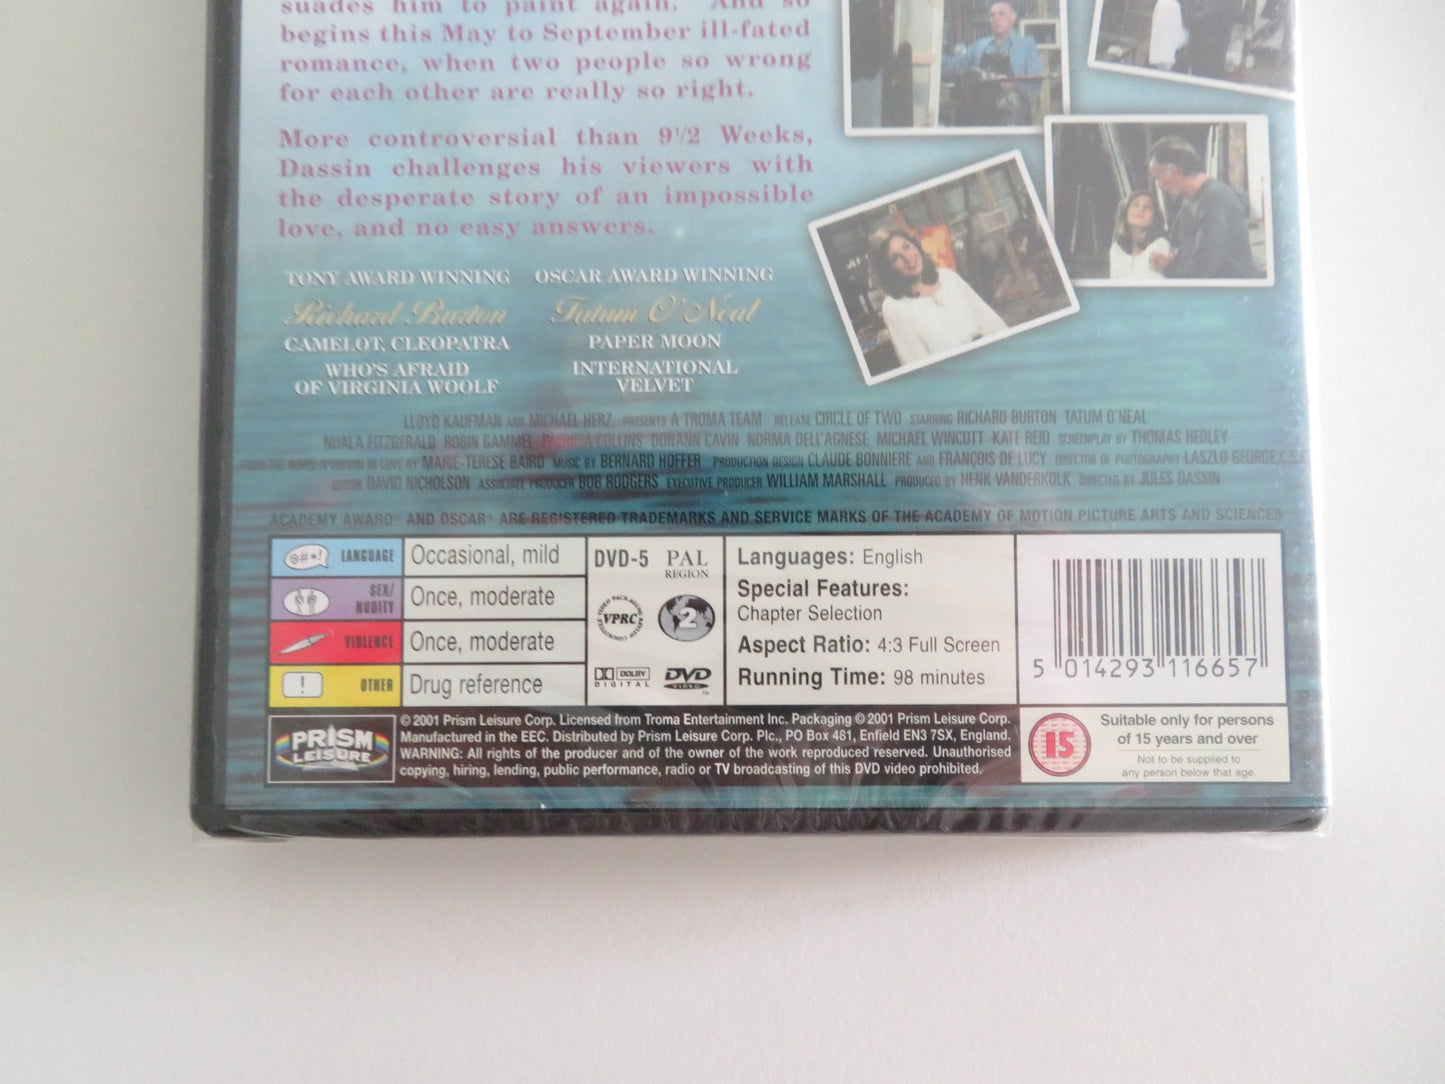 suades him to paint again. And so
begins this May to September ill-fated
romance, when two people so wrong
for each other are really so right.
More controversial than 9½ Weeks,
Dassin challenges his viewers with
the desperate story of an impossible
love, and no easy answers.
TONY AWARD WINNING
Richard Burton
CAMELOT, CLEOPATRA
WHO'S AFRAID
OF VIRGINIA WOOLF
OSCAR AWARD WINNING
Tatum O'Neal
PAPER MOON
INTERNATIONAL
VELVET
LLOYD KAUFMAN AND MICHAEL HERZ PRESENTS A TROMA TEAM RELEASE CIRCLE OF TWO STARRING RICHARD BURTON TATUM O'NEAL
NUALA FITZGERALD ROBIN GAMMEL PATRICIA COLLINS DONANN CAVIN NORMA DELL'AGNESE MICHAEL WINCOTT KATE REID SCREENPLAY BY THOMAS HEDLEY
FROM THE NOVEL A LESSON IN LOVE BY MARIE-TERESE BAIRD MUSIC BY BERNARD HOFFER PRODUCTION DESIGN CLAUDE BONNIERE AND FRANÇOIS DE LUCY DIRECTOR OF PHOTOGRAPHY LASZLO GEORGE C.S.C
EDITOR DAVID NICHOLSON ASSOCIATE PRODUCER BOB RODGERS EXECUTIVE PRODUCER WILLIAM MARSHALL PRODUCED BY HENK VANDERKOLK DIRECTED BY JULES DASSIN
ACADEMY AWARD® AND OSCAR® ARE REGISTERED TRADEMARKS AND SERVICE MARKS OF THE ACADEMY OF MOTION PICTURE ARTS AND SCIENCES
@#*! LANGUAGE Occasional, mild
SEX/
NUDITY Once, moderate
VIOLENCE Once, moderate
! OTHER Drug reference
DVD-5 PAL
REGION
VPRC 2
DOLBY
DIGITAL
DVD
VIDEO
™
Languages: English
Special Features:
Chapter Selection
Aspect Ratio: 4:3 Full Screen
Running Time: 98 minutes
5 014293 116657
PRISM
LEISURE
© 2001 Prism Leisure Corp. Licensed from Troma Entertainment Inc. Packaging © 2001 Prism Leisure Corp.
Manufactured in the EEC. Distributed by Prism Leisure Corp. Plc., PO Box 481, Enfield EN3 7SX, England.
WARNING: All rights of the producer and of the owner of the work reproduced reserved. Unauthorised
copying, hiring, lending, public performance, radio or TV broadcasting of this DVD video prohibited.
15
Suitable only for persons
of 15 years and over
Not to be supplied to
any person below that age